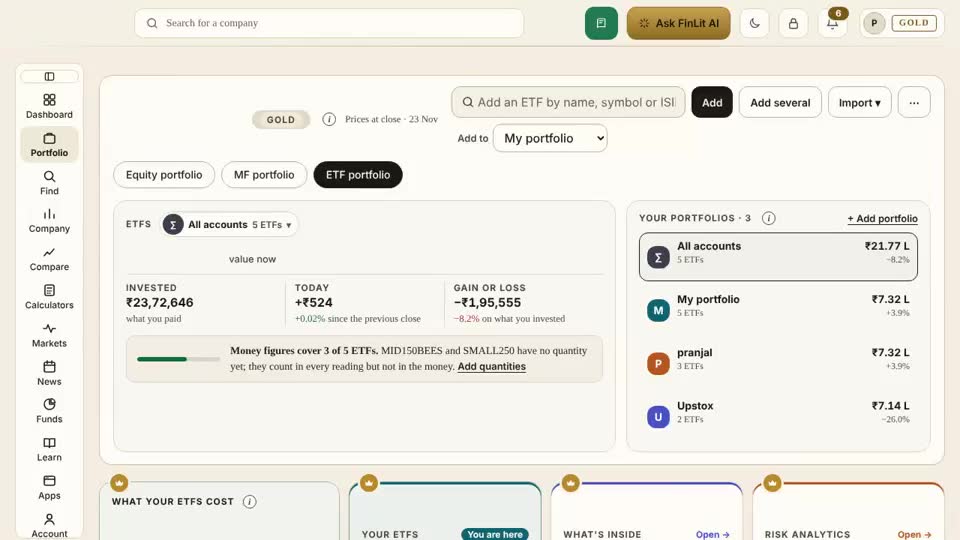 Search for a company
Ask FinLit AI
6
P
GOLD
Dashboard
Portfolio
Find
Company
Compare
Calculators
Markets
News
Funds
Learn
Apps
Account
GOLD
i Prices at close · 23 Nov
Add an ETF by name, symbol or ISI
Add
Add several
Import ▾
···
Add to My portfolio
Equity portfolio
MF portfolio
ETF portfolio
ETFS
Σ All accounts 5 ETFs ▾
value now
INVESTED
₹23,72,646
what you paid
TODAY
+₹524
+0.02% since the previous close
GAIN OR LOSS
−₹1,95,555
−8.2% on what you invested
Money figures cover 3 of 5 ETFs. MID150BEES and SMALL250 have no quantity
yet; they count in every reading but not in the money. Add quantities
YOUR PORTFOLIOS · 3 i
+ Add portfolio
Σ All accounts ₹21.77 L
5 ETFs −8.2%
M My portfolio ₹7.32 L
5 ETFs +3.9%
P pranjal ₹7.32 L
3 ETFs +3.9%
U Upstox ₹7.14 L
2 ETFs −26.0%
WHAT YOUR ETFS COST i
YOUR ETFS You are here
WHAT'S INSIDE Open →
RISK ANALYTICS Open →